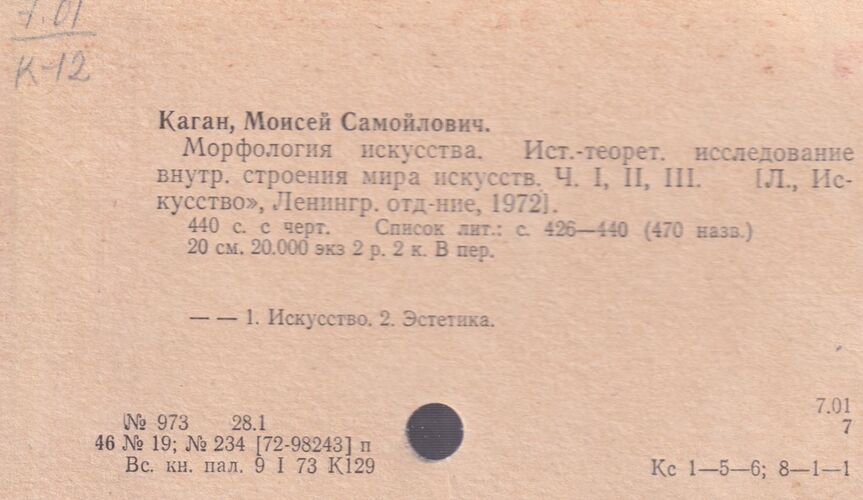 7.01
К-12
Каган, Моисей Самойлович.
Морфология искусства. Ист.-теорет. исследование
внутр. строения мира искусств. Ч. I, II, III. [Л., Ис-
кусство», Ленингр. отд-ние, 1972].
440 с. с черт. Список лит.: с. 426—440 (470 назв.)
20 см. 20.000 экз 2 р. 2 к. В пер.
— — 1. Искусство. 2. Эстетика.
7.01
№ 973 28.1
7
46 № 19; № 234 [72-98243] п
Вс. кн. пал. 9 I 73 К129
Кс 1—5—6; 8—1—1